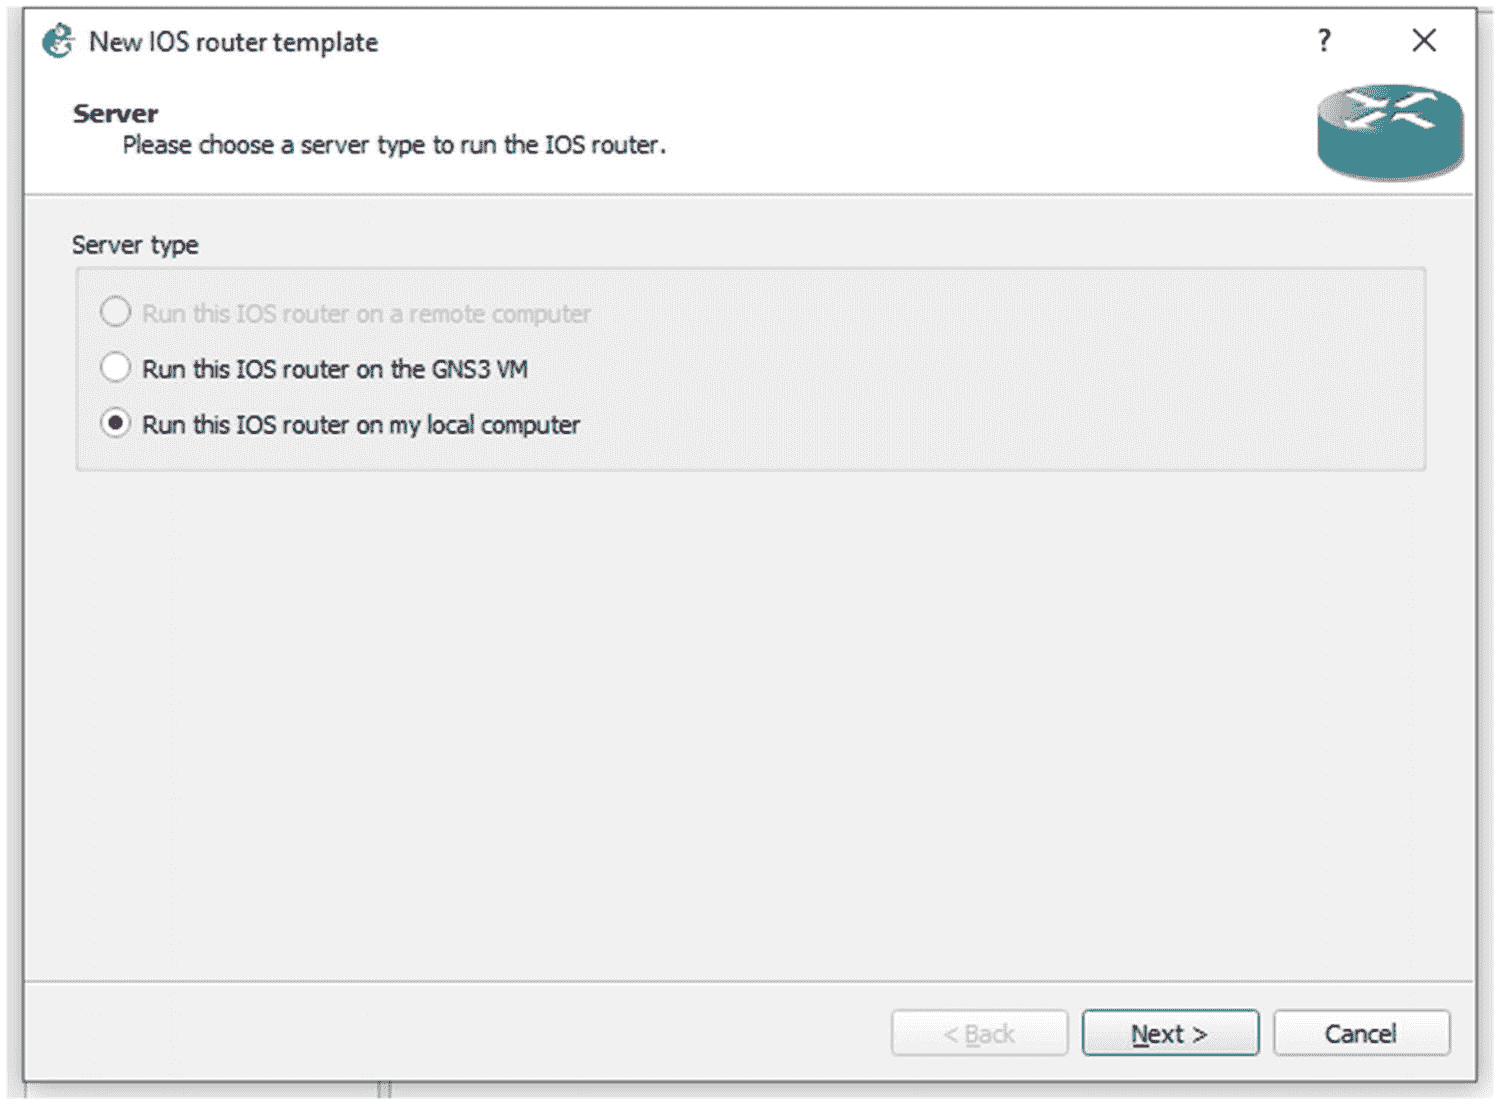 New IOS router template
?
Server
Please choose a server type to run the IOS router.
Server type
Run this IOS router on a remote computer
Run this IOS router on the GNS3 VM
Run this IOS router on my local computer
< Back
Next >
Cancel